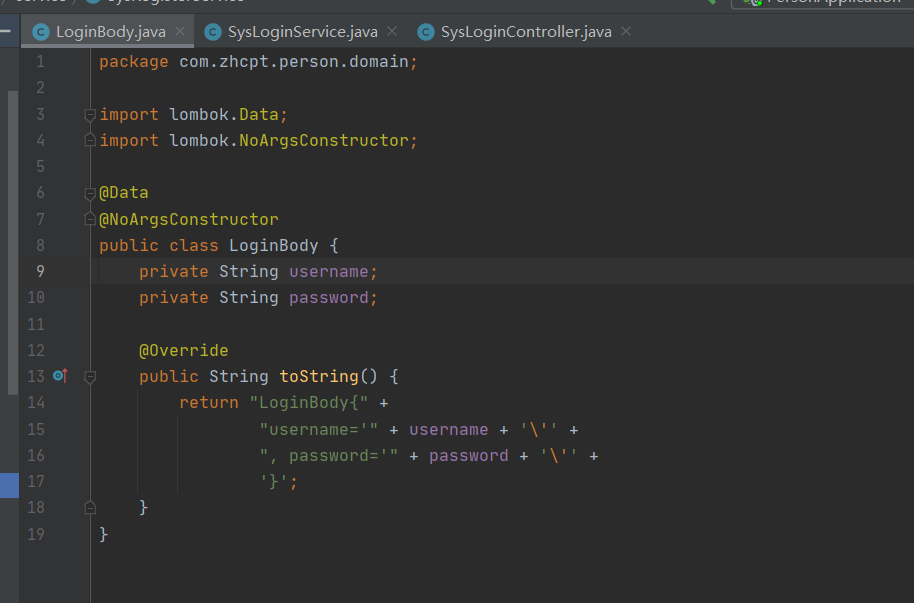 SysRegisterService
PersonApplication
LoginBody.java
SysLoginService.java
SysLoginController.java
1 package com.zhcpt.person.domain;
2
3 import lombok.Data;
4 import lombok.NoArgsConstructor;
5
6 @Data
7 @NoArgsConstructor
8 public class LoginBody {
9 private String username;
10 private String password;
11
12 @Override
13 public String toString() {
14 return "LoginBody{" +
15 "username='" + username + '\'' +
16 ", password='" + password + '\'' +
17 '}';
18 }
19 }